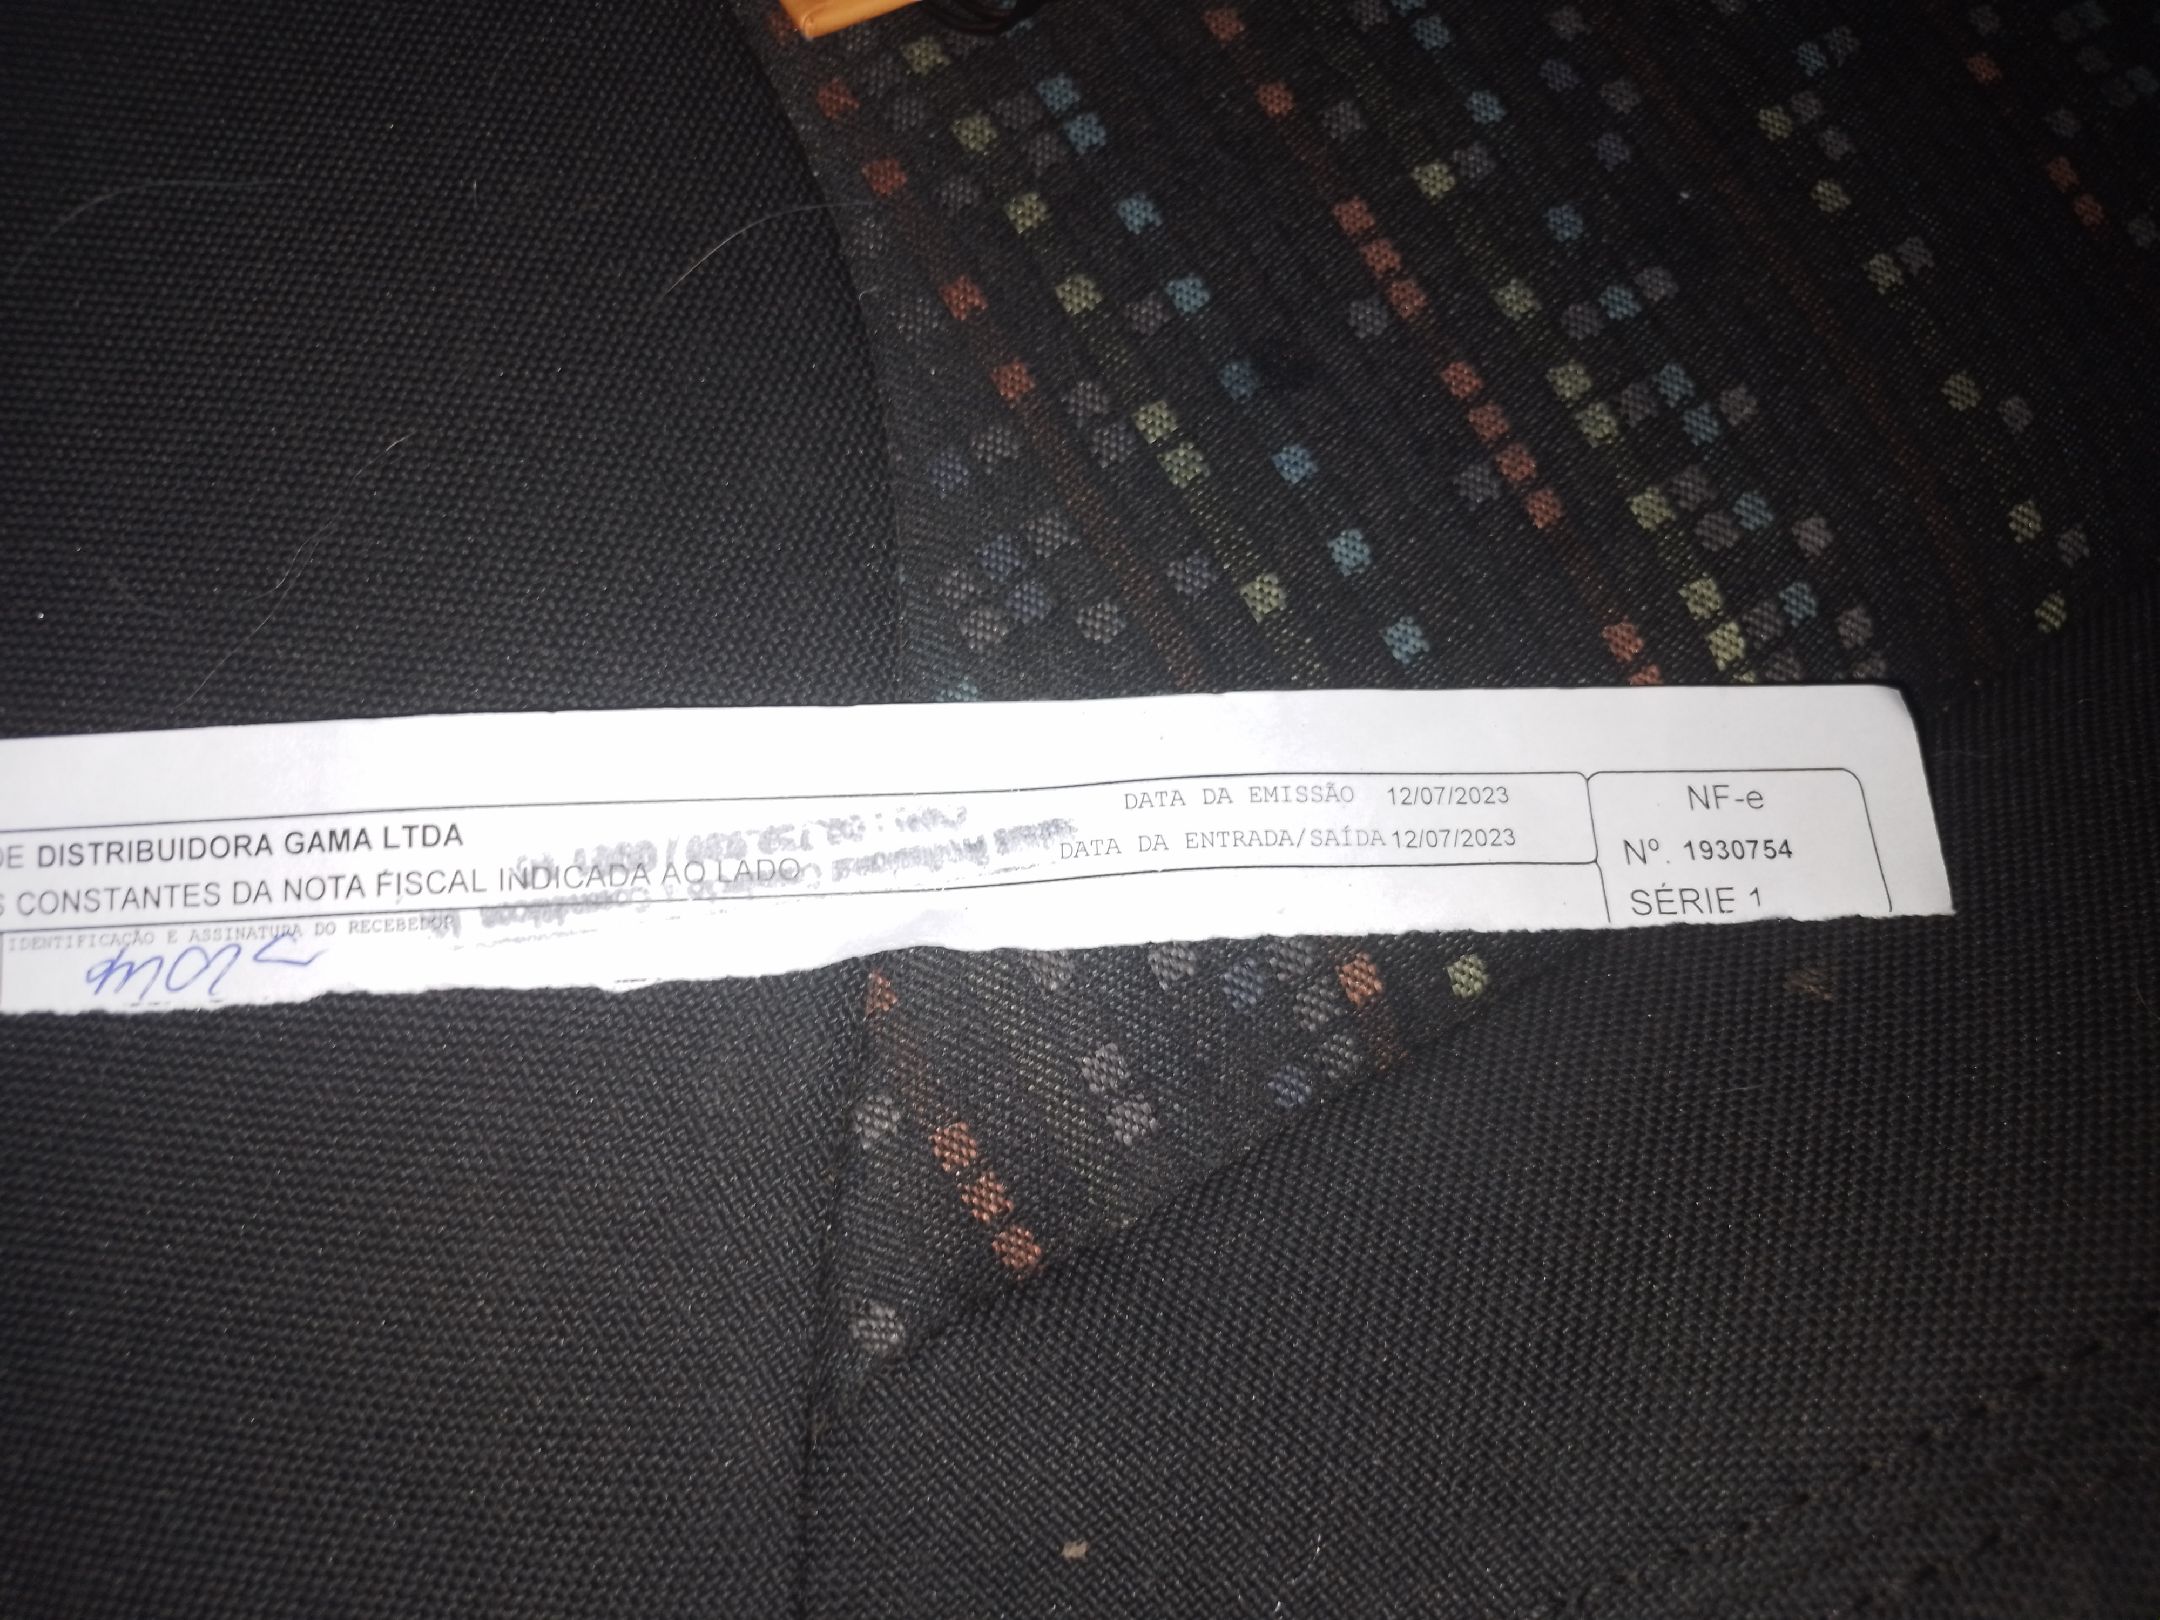 DE DISTRIBUIDORA GAMA LTDA
S CONSTANTES DA NOTA FISCAL INDICADA AO LADO
IDENTIFICAÇÃO E ASSINATURA DO RECEBEDOR
DATA DA EMISSÃO 12/07/2023
DATA DA ENTRADA/SAÍDA 12/07/2023
NF-e
Nº. 1930754
SÉRIE 1